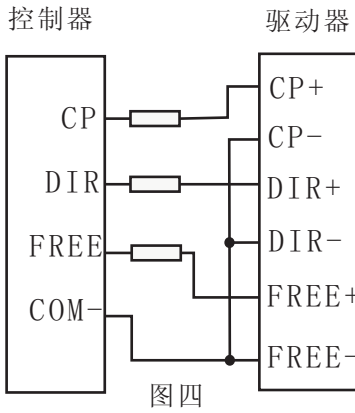 控制器
驱动器
CP
DIR
FREE
COM-
CP+
CP-
DIR+
DIR-
FREE+
FREE-
图四